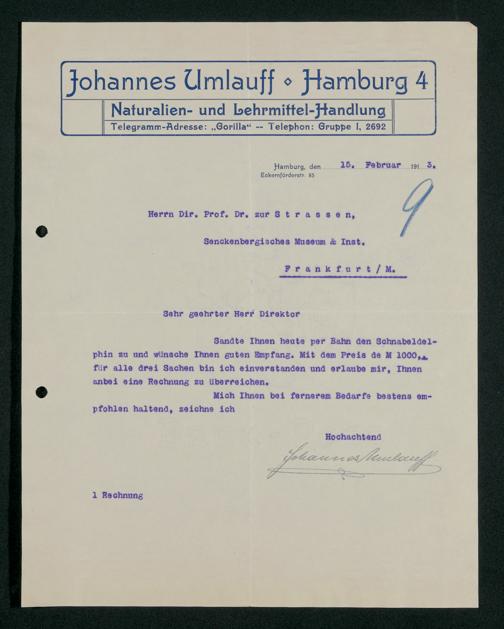 Johannes Umlauff ⋄ Hamburg 4
Naturalien- und Lehrmittel-Handlung
Telegramm-Adresse: „Gorilla“ -- Telephon: Gruppe I, 2692
Hamburg, den 15. Februar 191 3.
Eckernförderstr. 85
9
Herrn Dir. Prof. Dr. zur Strassen,
Senckenbergisches Museum & Inst.
Frankfurt/M.
Sehr geehrter Herr Direktor
Sandte Ihnen heute per Bahn den Schnabeldel-
phin zu und wünsche Ihnen guten Empfang. Mit dem Preis de M 1000,
für alle drei Sachen bin ich einverstanden und erlaube mir, Ihnen
anbei eine Rechnung zu überreichen.
Mich Ihnen bei fernerem Bedarfe bestens em-
pfohlen haltend, zeichne ich
Hochachtend
Johannes Umlauff
1 Rechnung